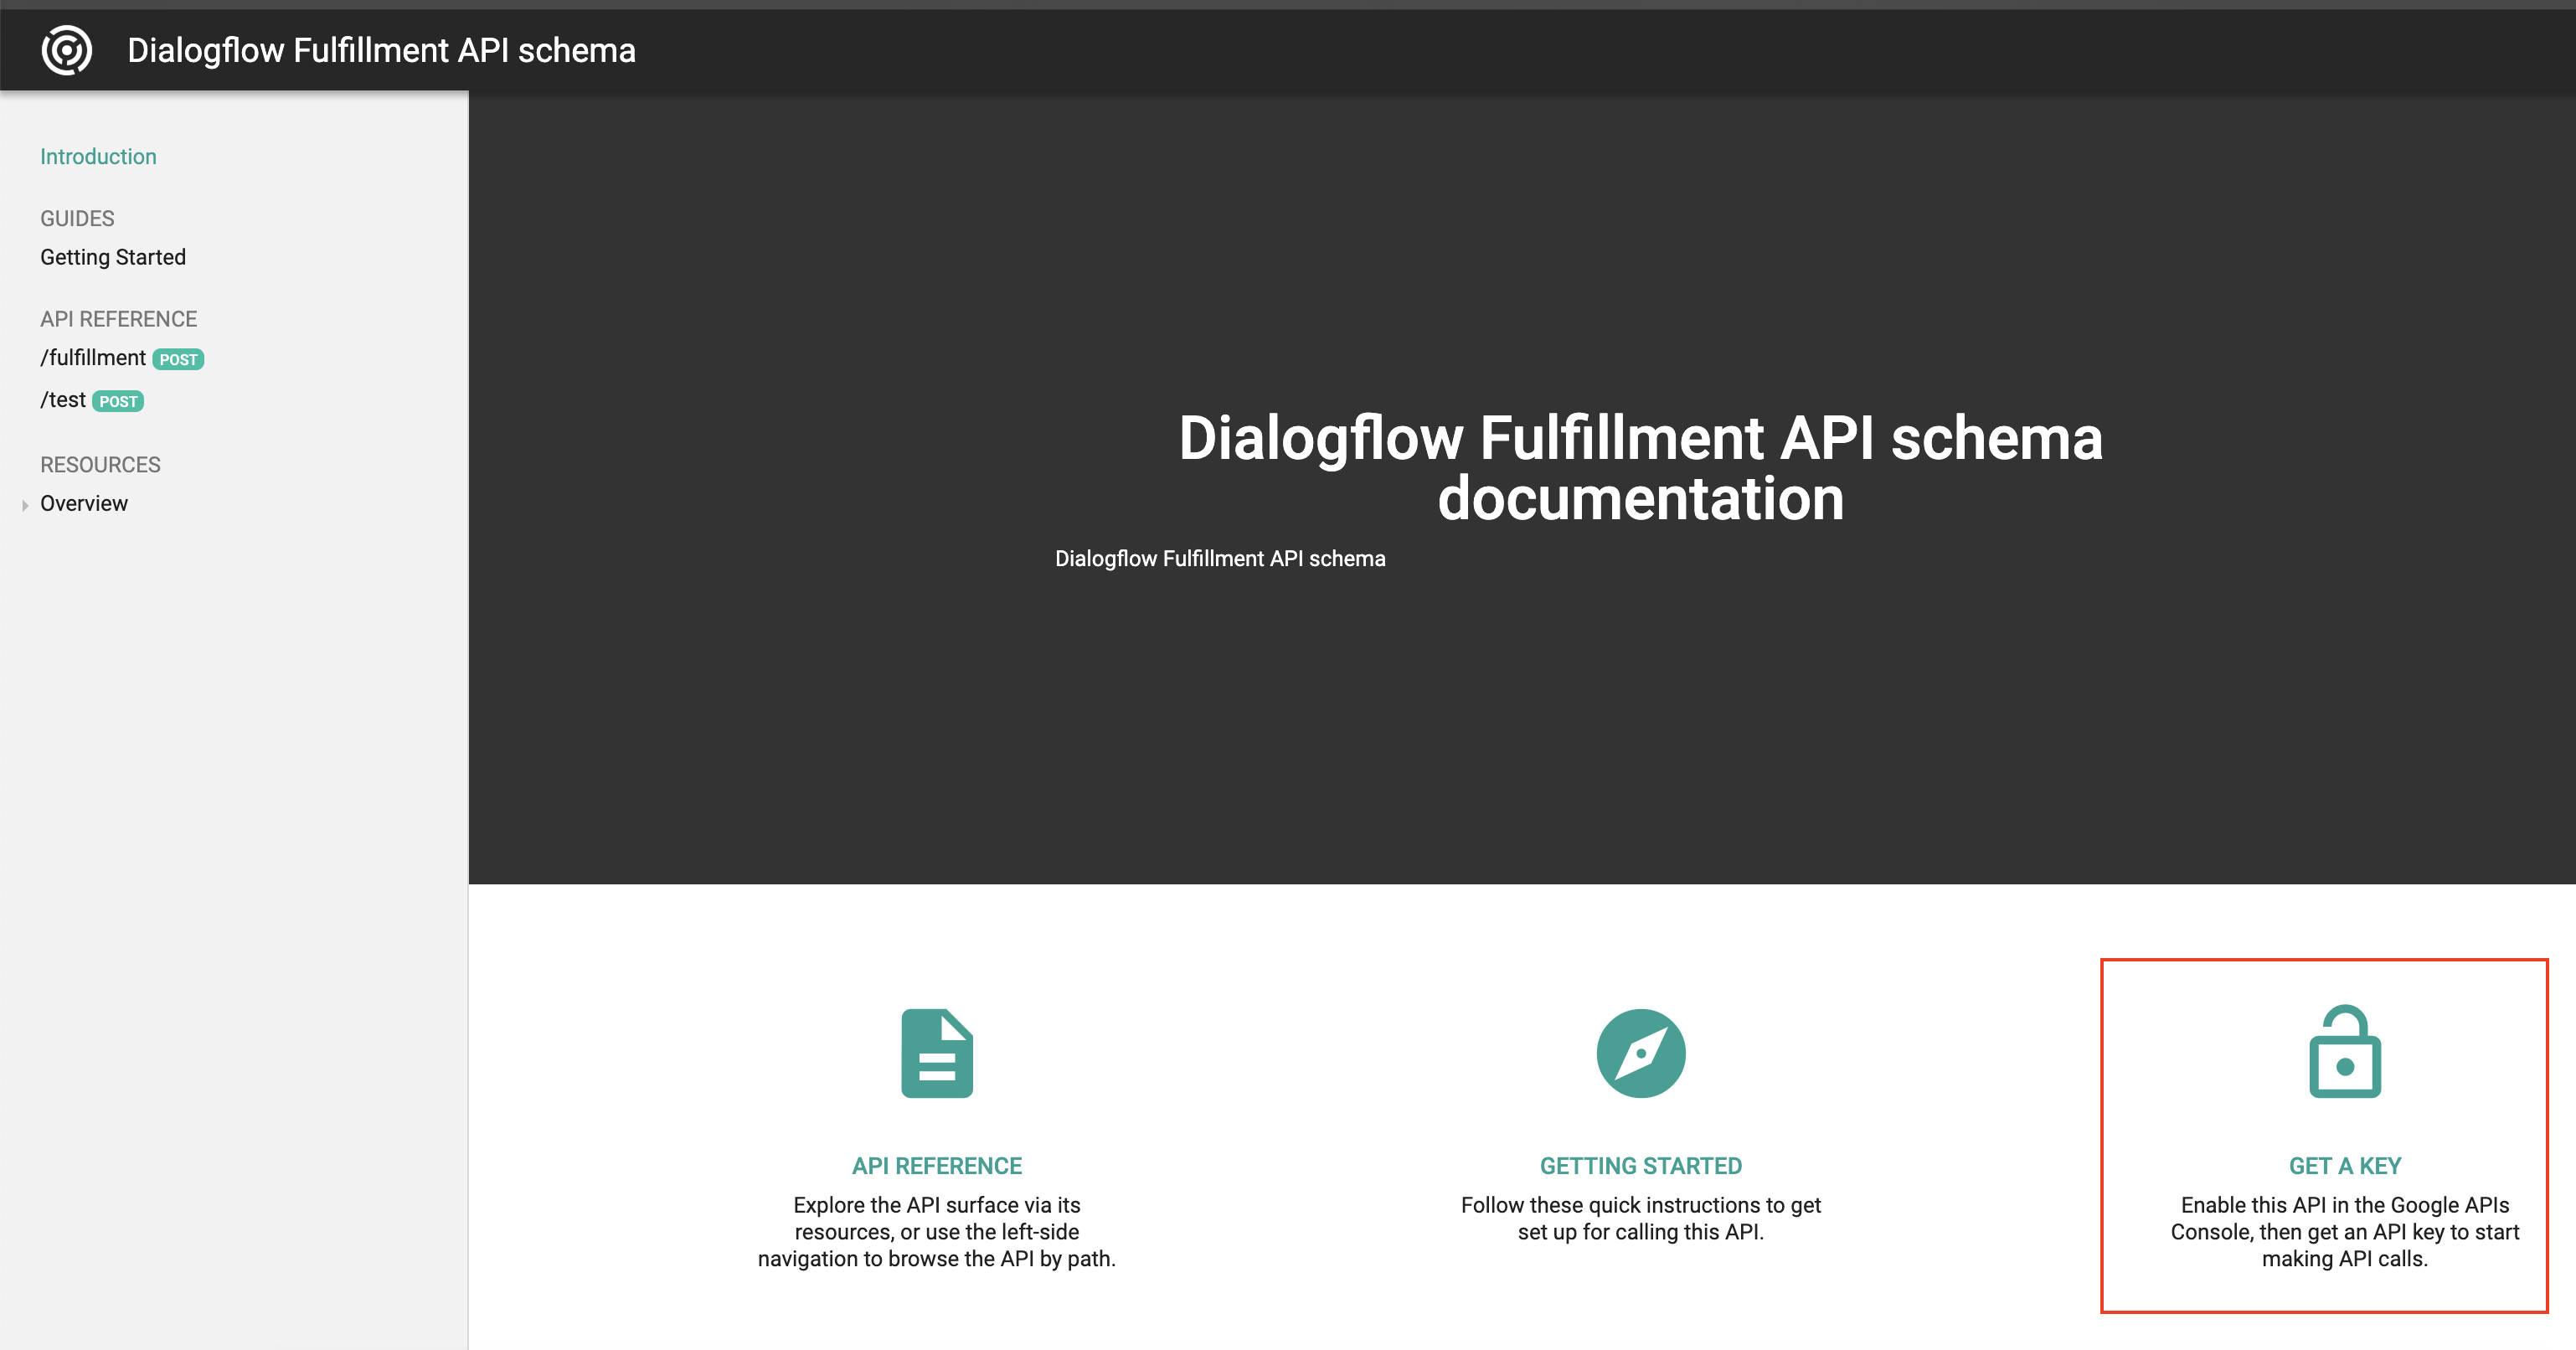 Dialogflow Fulfillment API schema
Introduction
GUIDES
Getting Started
API REFERENCE
/fulfillment POST
/test POST
RESOURCES
Overview
Dialogflow Fulfillment API schema
documentation
Dialogflow Fulfillment API schema
API REFERENCE
Explore the API surface via its
resources, or use the left-side
navigation to browse the API by path.
GETTING STARTED
Follow these quick instructions to get
set up for calling this API.
GET A KEY
Enable this API in the Google APIs
Console, then get an API key to start
making API calls.